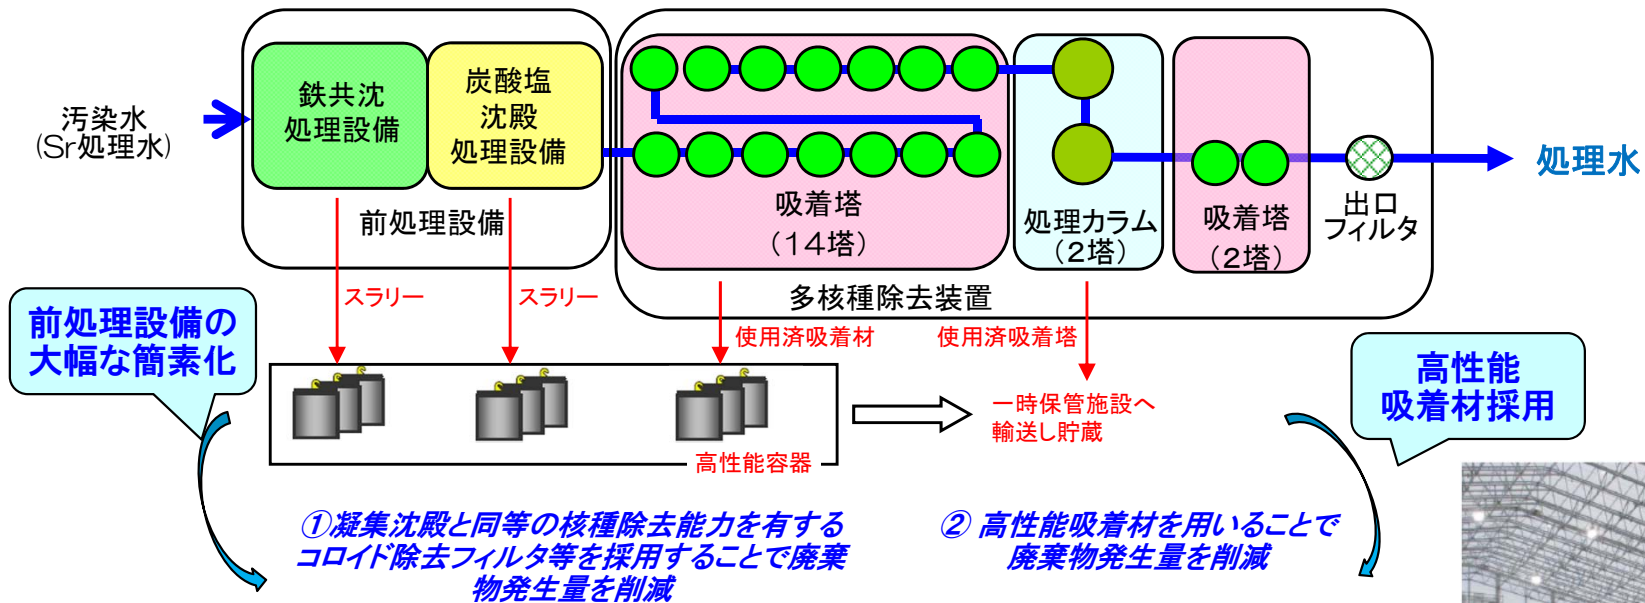 汚染水
(Sr処理水)
鉄共沈
処理設備
炭酸塩
沈殿
処理設備
前処理設備
吸着塔
(14塔)
処理カラム
(2塔)
吸着塔
(2塔)
出口
フィルタ
処理水
多核種除去装置
スラリー
スラリー
使用済吸着材
使用済吸着塔
前処理設備の
大幅な簡素化
高性能
吸着材採用
高性能容器
一時保管施設へ
輸送し貯蔵
①凝集沈殿と同等の核種除去能力を有する
コロイド除去フィルタ等を採用することで廃棄
物発生量を削減
② 高性能吸着材を用いることで
廃棄物発生量を削減